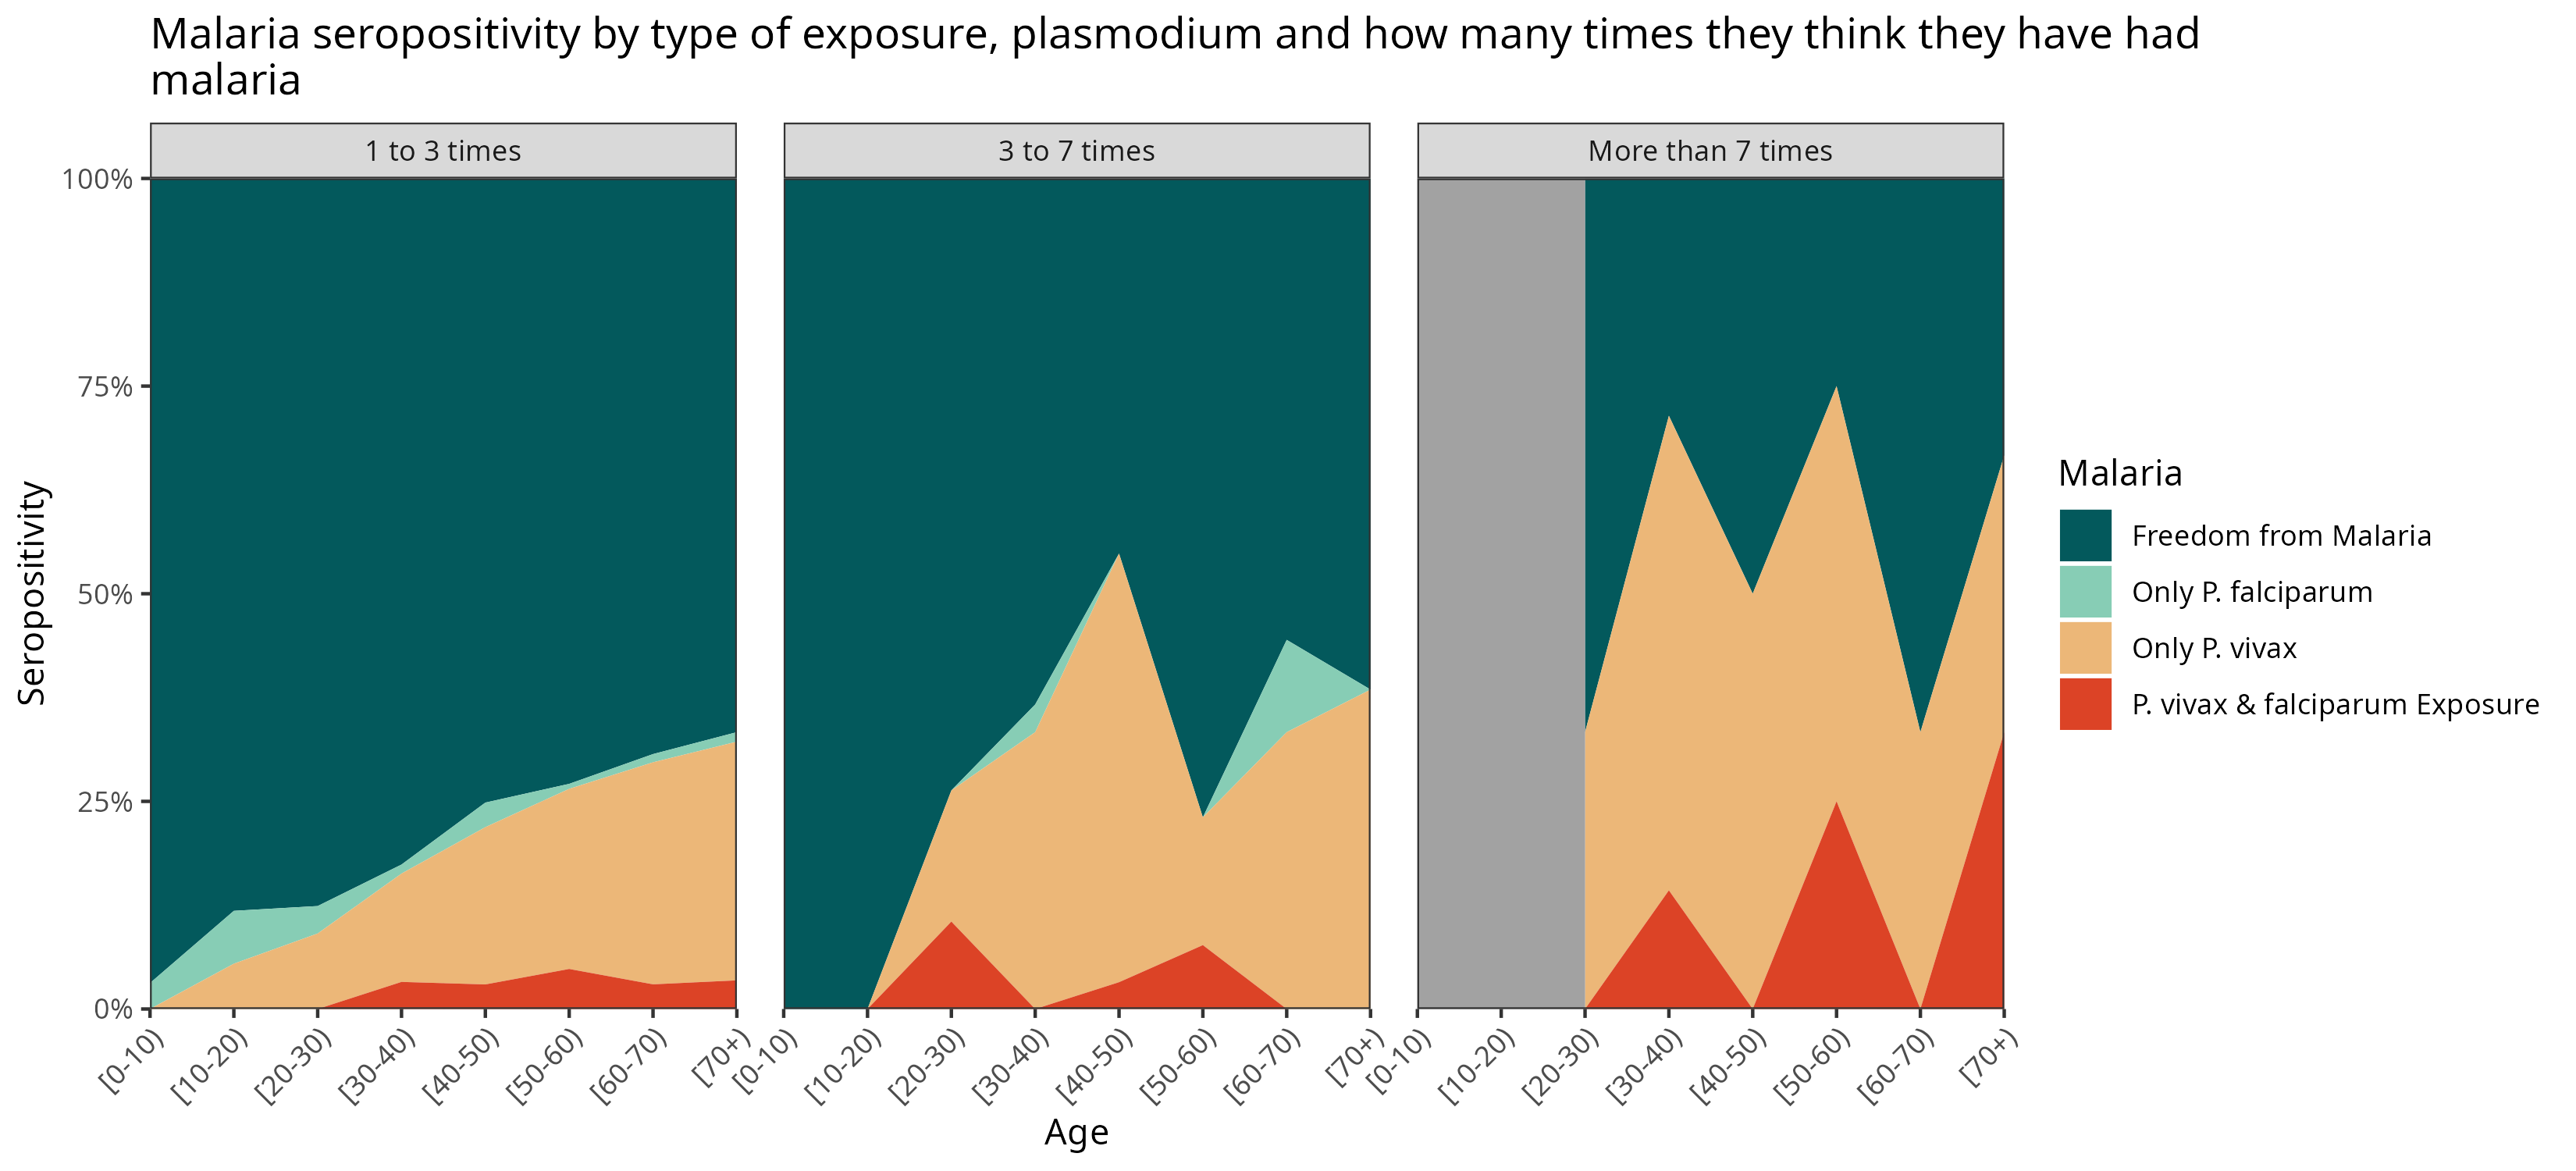 Malaria seropositivity by type of exposure, plasmodium and how many times they think they have had
malaria
1 to 3 times
3 to 7 times
More than 7 times
Seropositivity
100%
75%
50%
25%
0%
[0-10)
[10-20)
[20-30)
[30-40)
[40-50)
[50-60)
[60-70)
[70+)
[0-10)
[10-20)
[20-30)
[30-40)
[40-50)
[50-60)
[60-70)
[70+)
[0-10)
[10-20)
[20-30)
[30-40)
[40-50)
[50-60)
[60-70)
[70+)
Age
Malaria
Freedom from Malaria
Only P. falciparum
Only P. vivax
P. vivax & falciparum Exposure